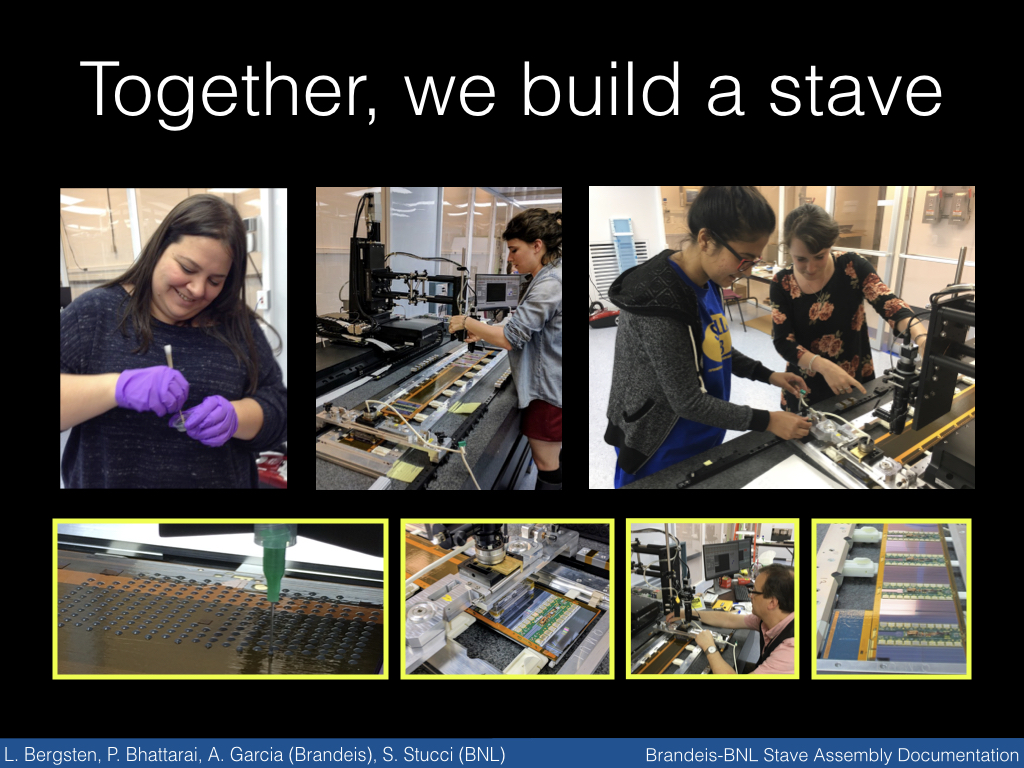 Together, we build a stave
L. Bergsten, P. Bhattarai, A. Garcia (Brandeis), S. Stucci (BNL)
Brandeis-BNL Stave Assembly Documentation